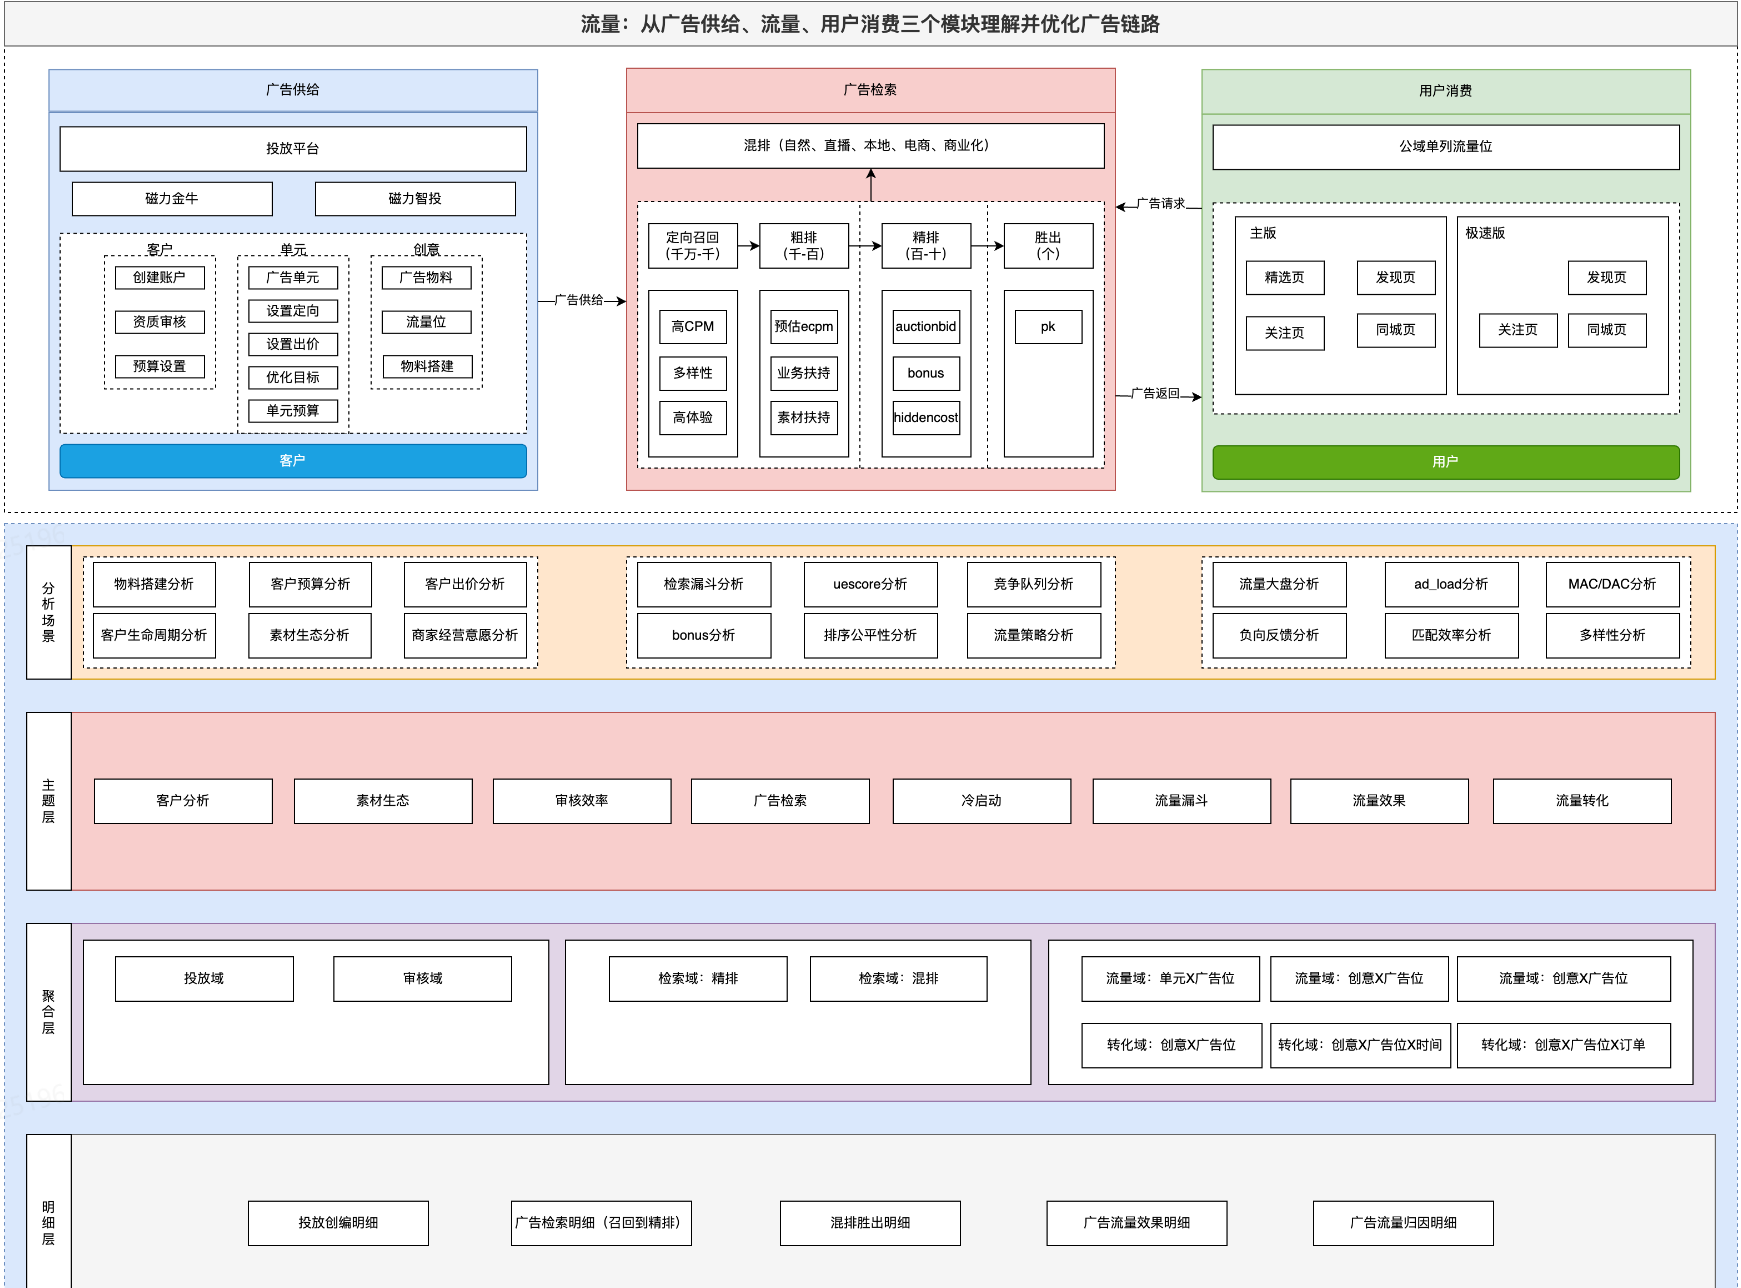 流量：从广告供给、流量、用户消费三个模块理解并优化广告链路
广告供给
投放平台
磁力金牛
磁力智投
客户
创建账户
资质审核
预算设置
单元
广告单元
设置定向
设置出价
优化目标
单元预算
创意
广告物料
流量位
物料搭建
客户
广告供给
广告检索
混排（自然、直播、本地、电商、商业化）
定向召回
(千万-千)
粗排
(千-百)
精排
(百-十)
胜出
(个)
高CPM
多样性
高体验
预估ecpm
业务扶持
素材扶持
auctionbid
bonus
hiddencost
pk
广告请求
广告返回
用户消费
公域单列流量位
主版
精选页
发现页
关注页
同城页
极速版
发现页
关注页
同城页
用户
分析场景
物料搭建分析
客户预算分析
客户出价分析
客户生命周期分析
素材生态分析
商家经营意愿分析
检索漏斗分析
uescore分析
竞争队列分析
bonus分析
排序公平性分析
流量策略分析
流量大盘分析
ad_load分析
MAC/DAC分析
负向反馈分析
匹配效率分析
多样性分析
主题层
客户分析
素材生态
审核效率
广告检索
冷启动
流量漏斗
流量效果
流量转化
聚合层
投放域
审核域
检索域：精排
检索域：混排
流量域：单元X广告位
流量域：创意X广告位
流量域：创意X广告位
转化域：创意X广告位
转化域：创意X广告位X时间
转化域：创意X广告位X订单
明细层
投放创编明细
广告检索明细（召回到精排）
混排胜出明细
广告流量效果明细
广告流量归因明细